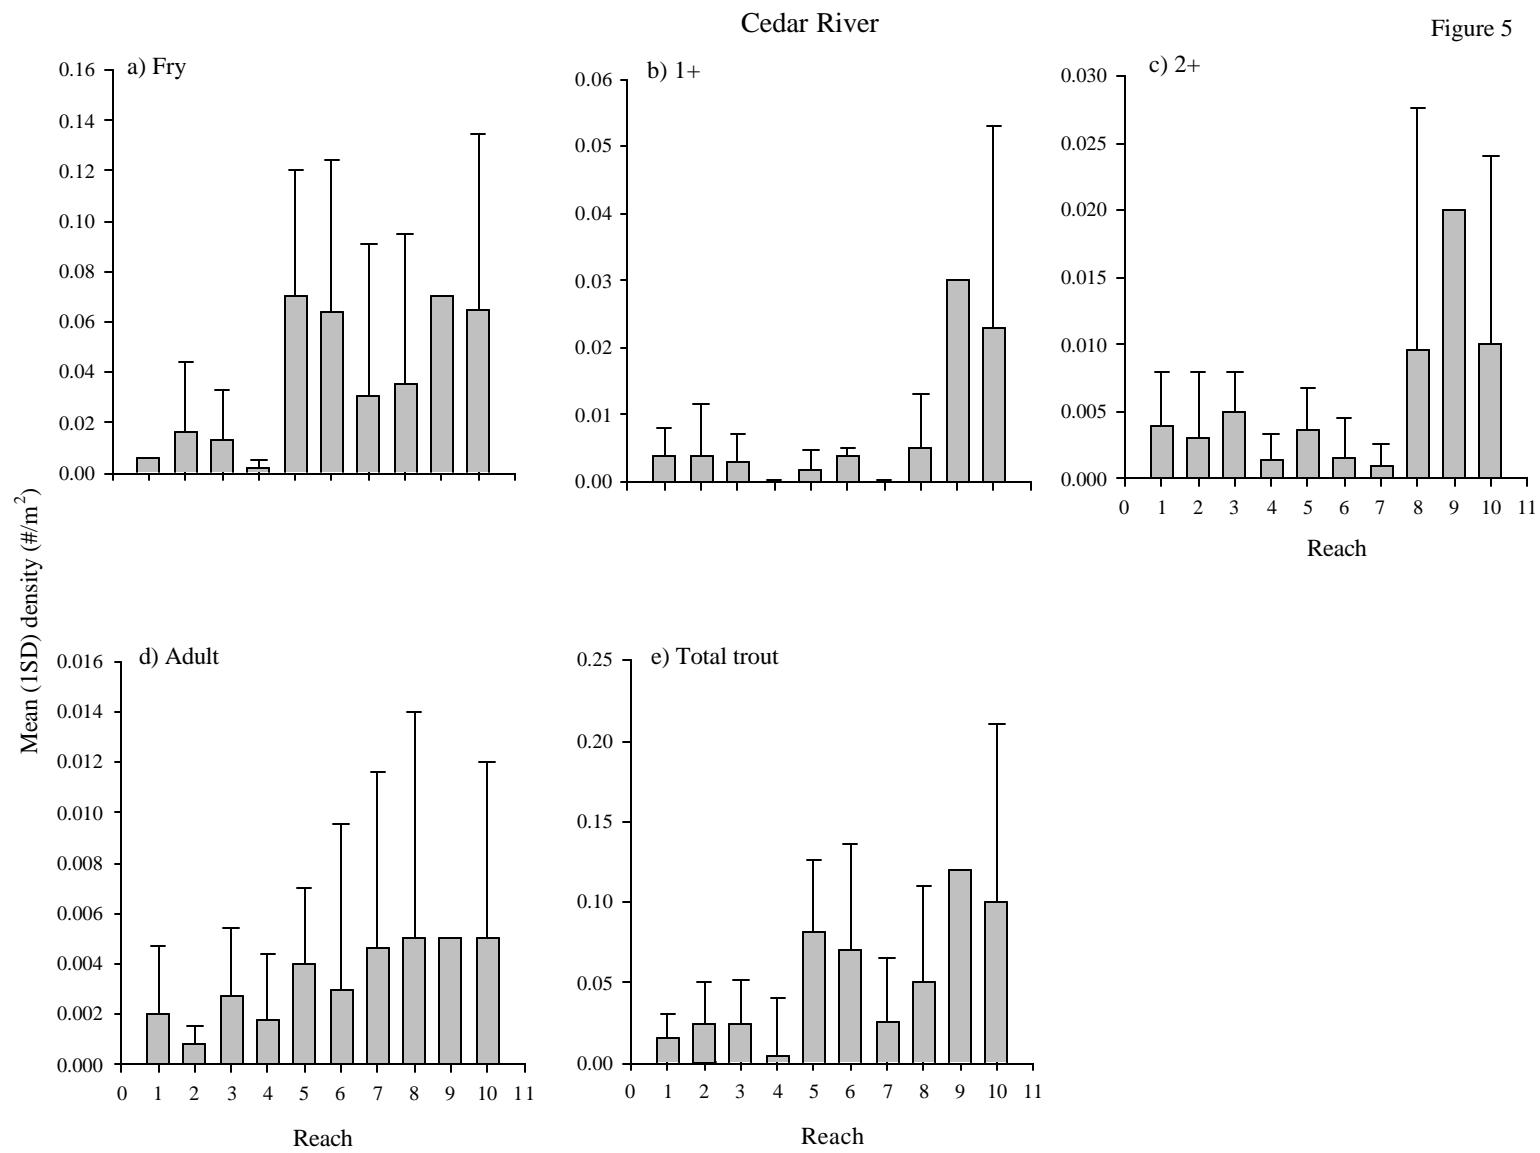 Cedar River
Figure 5
Mean (1SD) density (#/m²)
a) Fry
0.16
0.14
0.12
0.10
0.08
0.06
0.04
0.02
0.00
b) 1+
0.06
0.05
0.04
0.03
0.02
0.01
0.00
c) 2+
0.030
0.025
0.020
0.015
0.010
0.005
0.000
0 1 2 3 4 5 6 7 8 9 10 11
Reach
d) Adult
0.016
0.014
0.012
0.010
0.008
0.006
0.004
0.002
0.000
0 1 2 3 4 5 6 7 8 9 10 11
Reach
e) Total trout
0.25
0.20
0.15
0.10
0.05
0.00
0 1 2 3 4 5 6 7 8 9 10 11
Reach